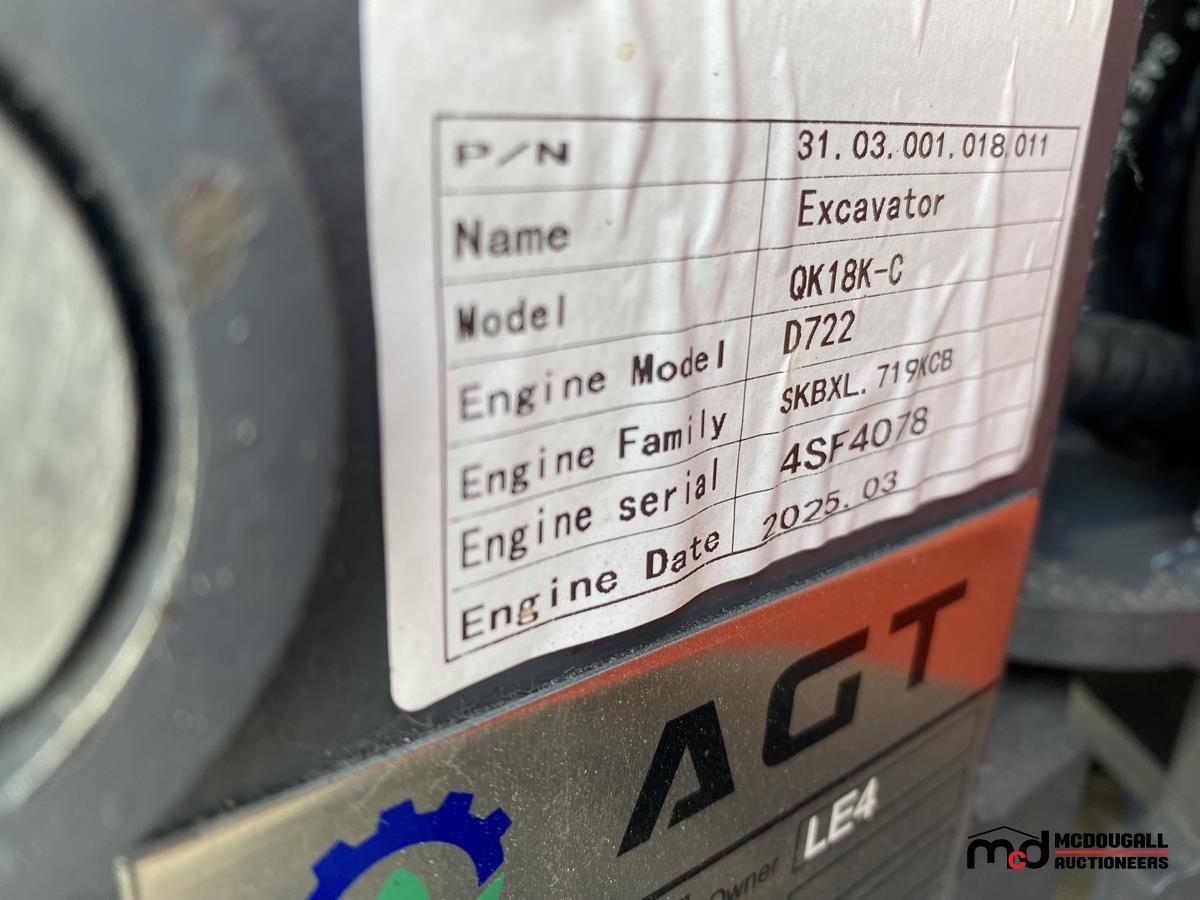 P/N 31.03.001.018.011
Name Excavator
Model QK18K-C
Engine Model D722
Engine Family SKBXL.719KCB
Engine serial 4SF4078
Engine Date 2025.03
AGT
Owner LE4
mcd MCDOUGALL
AUCTIONEERS